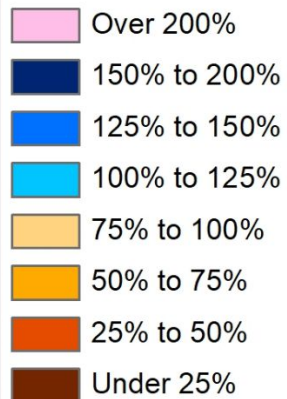 Over 200%
150% to 200%
125% to 150%
100% to 125%
75% to 100%
50% to 75%
25% to 50%
Under 25%